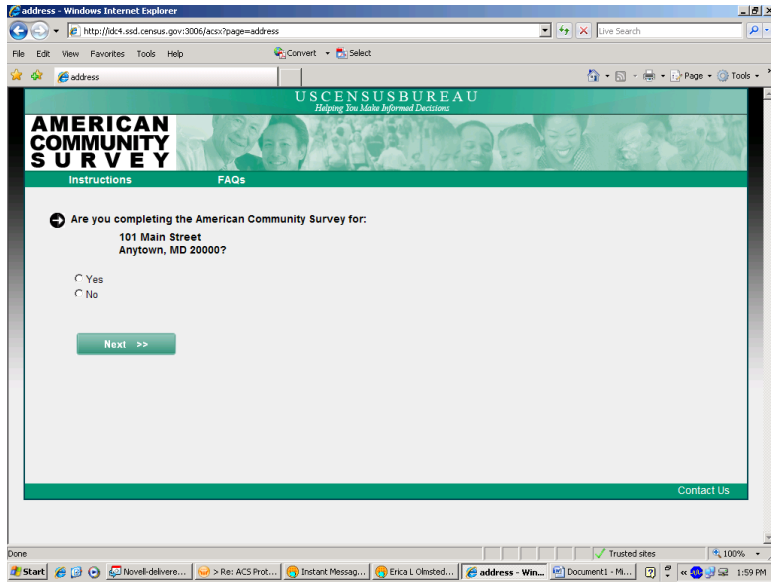 address - Windows Internet Explorer
http://idc4.ssd.census.gov:3006/acsx?page=address
Live Search
File Edit View Favorites Tools Help
Convert Select
address
Page Tools
USCENSUSBUREAU
Helping You Make Informed Decisions
AMERICAN
COMMUNITY
SURVEY
Instructions FAQs
Are you completing the American Community Survey for:
101 Main Street
Anytown, MD 20000?
Yes
No
Next >>
Contact Us
Done
Trusted sites
100%
Start
Novell-delivere...
> Re: ACS Prot...
Instant Messag...
Erica L Olmsted...
address - Win...
Document1 - Mi...
1:59 PM